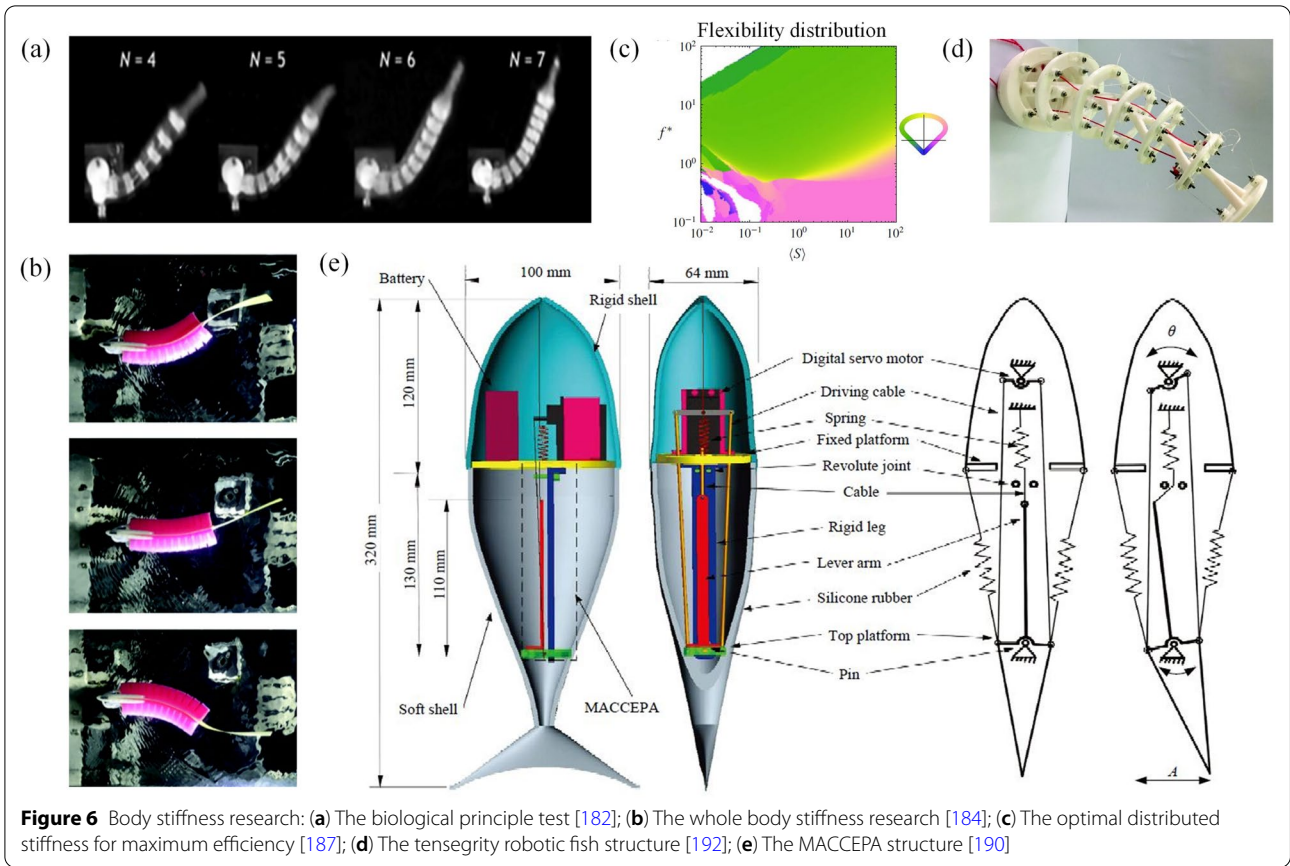 (a)
N = 4
N = 5
N = 6
N = 7
(c)
Flexibility distribution
10²
10¹
f*
10⁰
10⁻¹
10⁻² 10⁻¹ 10⁰ 10¹ 10²
⟨S⟩
(d)
(b)
(e)
Battery
100 mm
Rigid shell
64 mm
120 mm
320 mm
130 mm
110 mm
Soft shell
MACCEPA
Digital servo motor
Driving cable
Spring
Fixed platform
Revolute joint
Cable
Rigid leg
Lever arm
Silicone rubber
Top platform
Pin
θ
A
Figure 6 Body stiffness research: (a) The biological principle test [182]; (b) The whole body stiffness research [184]; (c) The optimal distributed
stiffness for maximum efficiency [187]; (d) The tensegrity robotic fish structure [192]; (e) The MACCEPA structure [190]